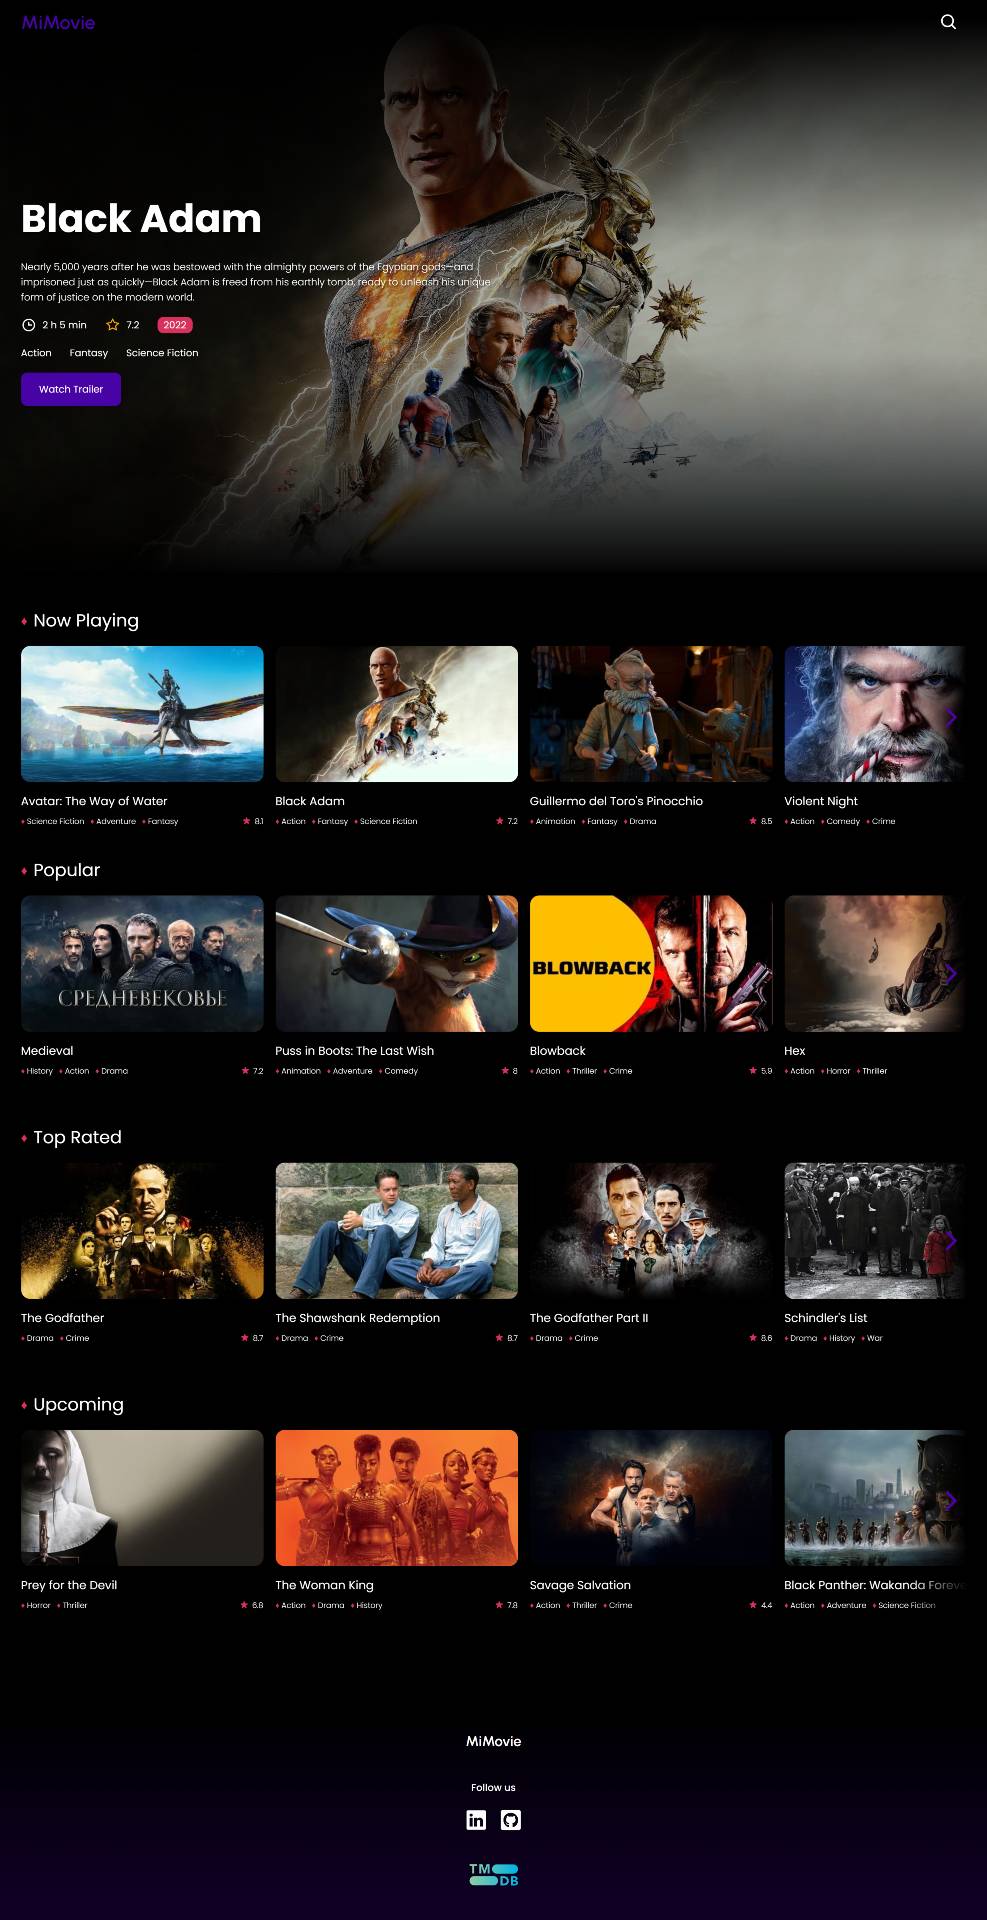 MiMovie
Black Adam
Nearly 5,000 years after he was bestowed with the almighty powers of the Egyptian gods—and
imprisoned just as quickly—Black Adam is freed from his earthly tomb, ready to unleash his unique
form of justice on the modern world.
2 h 5 min 7.2 2022
Action Fantasy Science Fiction
Watch Trailer
Now Playing
Avatar: The Way of Water
Science Fiction Adventure Fantasy 8.1
Black Adam
Action Fantasy Science Fiction 7.2
Guillermo del Toro's Pinocchio
Animation Fantasy Drama 8.5
Violent Night
Action Comedy Crime
Popular
СРЕДНЕВЕКОВЬЕ
Medieval
History Action Drama 7.2
Puss in Boots: The Last Wish
Animation Adventure Comedy 8
BLOWBACK
Blowback
Action Thriller Crime 5.9
Hex
Action Horror Thriller
Top Rated
The Godfather
Drama Crime 8.7
The Shawshank Redemption
Drama Crime 8.7
The Godfather Part II
Drama Crime 8.6
Schindler's List
Drama History War
Upcoming
Prey for the Devil
Horror Thriller 6.8
The Woman King
Action Drama History 7.8
Savage Salvation
Action Thriller Crime 4.4
Black Panther: Wakanda Foreve
Action Adventure Science Fiction
MiMovie
Follow us
in
TM
DB